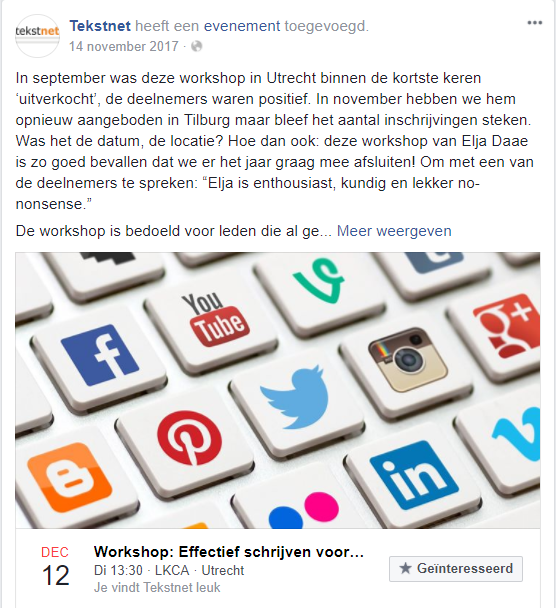 tekstnet
Tekstnet heeft een evenement toegevoegd.
14 november 2017 ·
In september was deze workshop in Utrecht binnen de kortste keren
‘uitverkocht’, de deelnemers waren positief. In november hebben we hem
opnieuw aangeboden in Tilburg maar bleef het aantal inschrijvingen steken.
Was het de datum, de locatie? Hoe dan ook: deze workshop van Elja Daae
is zo goed bevallen dat we er het jaar graag mee afsluiten! Om met een van
de deelnemers te spreken: “Elja is enthousiast, kundig en lekker no-
nonsense.”
De workshop is bedoeld voor leden die al ge... Meer weergeven
You
Tube
f
g+
in
DEC
12
Workshop: Effectief schrijven voor…
Di 13:30 · LKCA · Utrecht
Je vindt Tekstnet leuk
★ Geïnteresseerd